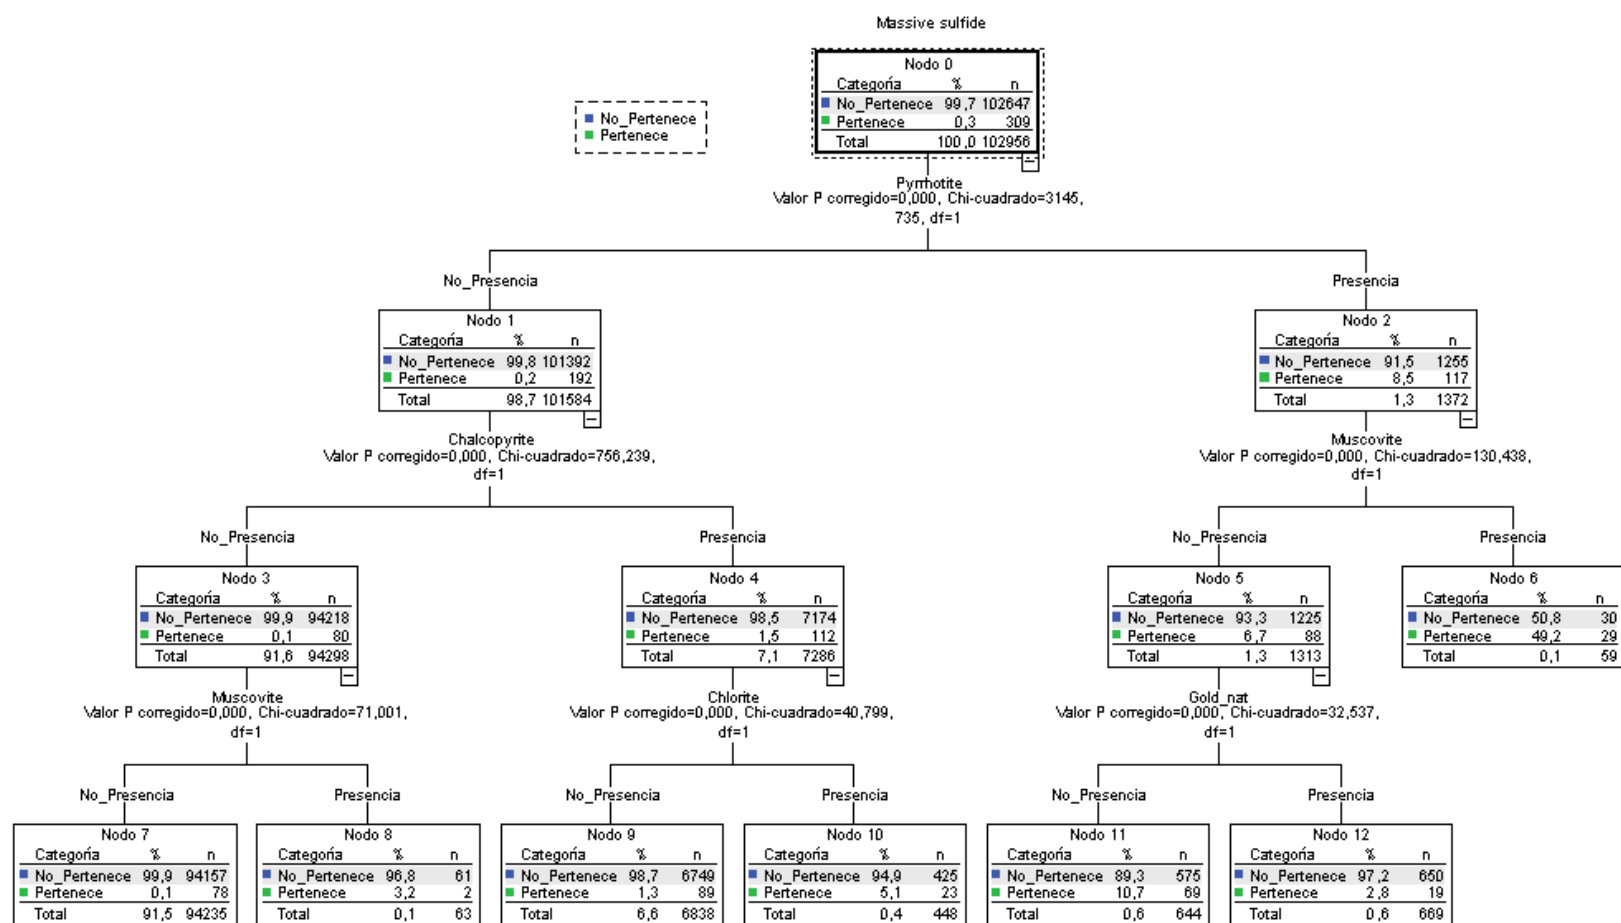 Massive sulfide
Nodo 0
Categoría % n
No_Pertenece 99,7 102647
Pertenece 0,3 309
Total 100,0 102956
No_Pertenece
Pertenece
Pyrrhotite
Valor P corregido=0,000, Chi-cuadrado=3145,
735, df=1
No_Presencia
Presencia
Nodo 1
Categoría % n
No_Pertenece 99,8 101392
Pertenece 0,2 192
Total 98,7 101584
Nodo 2
Categoría % n
No_Pertenece 91,5 1255
Pertenece 8,5 117
Total 1,3 1372
Chalcopyrite
Valor P corregido=0,000, Chi-cuadrado=756,239,
df=1
Muscovite
Valor P corregido=0,000, Chi-cuadrado=130,438,
df=1
No_Presencia
Presencia
No_Presencia
Presencia
Nodo 3
Categoría % n
No_Pertenece 99,9 94218
Pertenece 0,1 80
Total 91,6 94298
Nodo 4
Categoría % n
No_Pertenece 98,5 7174
Pertenece 1,5 112
Total 7,1 7286
Nodo 5
Categoría % n
No_Pertenece 93,3 1225
Pertenece 6,7 88
Total 1,3 1313
Nodo 6
Categoría % n
No_Pertenece 50,8 30
Pertenece 49,2 29
Total 0,1 59
Muscovite
Valor P corregido=0,000, Chi-cuadrado=71,001,
df=1
Chlorite
Valor P corregido=0,000, Chi-cuadrado=40,799,
df=1
Gold_nat
Valor P corregido=0,000, Chi-cuadrado=32,537,
df=1
No_Presencia
Presencia
No_Presencia
Presencia
No_Presencia
Presencia
Nodo 7
Categoría % n
No_Pertenece 99,9 94157
Pertenece 0,1 78
Total 91,5 94235
Nodo 8
Categoría % n
No_Pertenece 96,8 61
Pertenece 3,2 2
Total 0,1 63
Nodo 9
Categoría % n
No_Pertenece 98,7 6749
Pertenece 1,3 89
Total 6,6 6838
Nodo 10
Categoría % n
No_Pertenece 94,9 425
Pertenece 5,1 23
Total 0,4 448
Nodo 11
Categoría % n
No_Pertenece 89,3 575
Pertenece 10,7 69
Total 0,6 644
Nodo 12
Categoría % n
No_Pertenece 97,2 650
Pertenece 2,8 19
Total 0,6 669